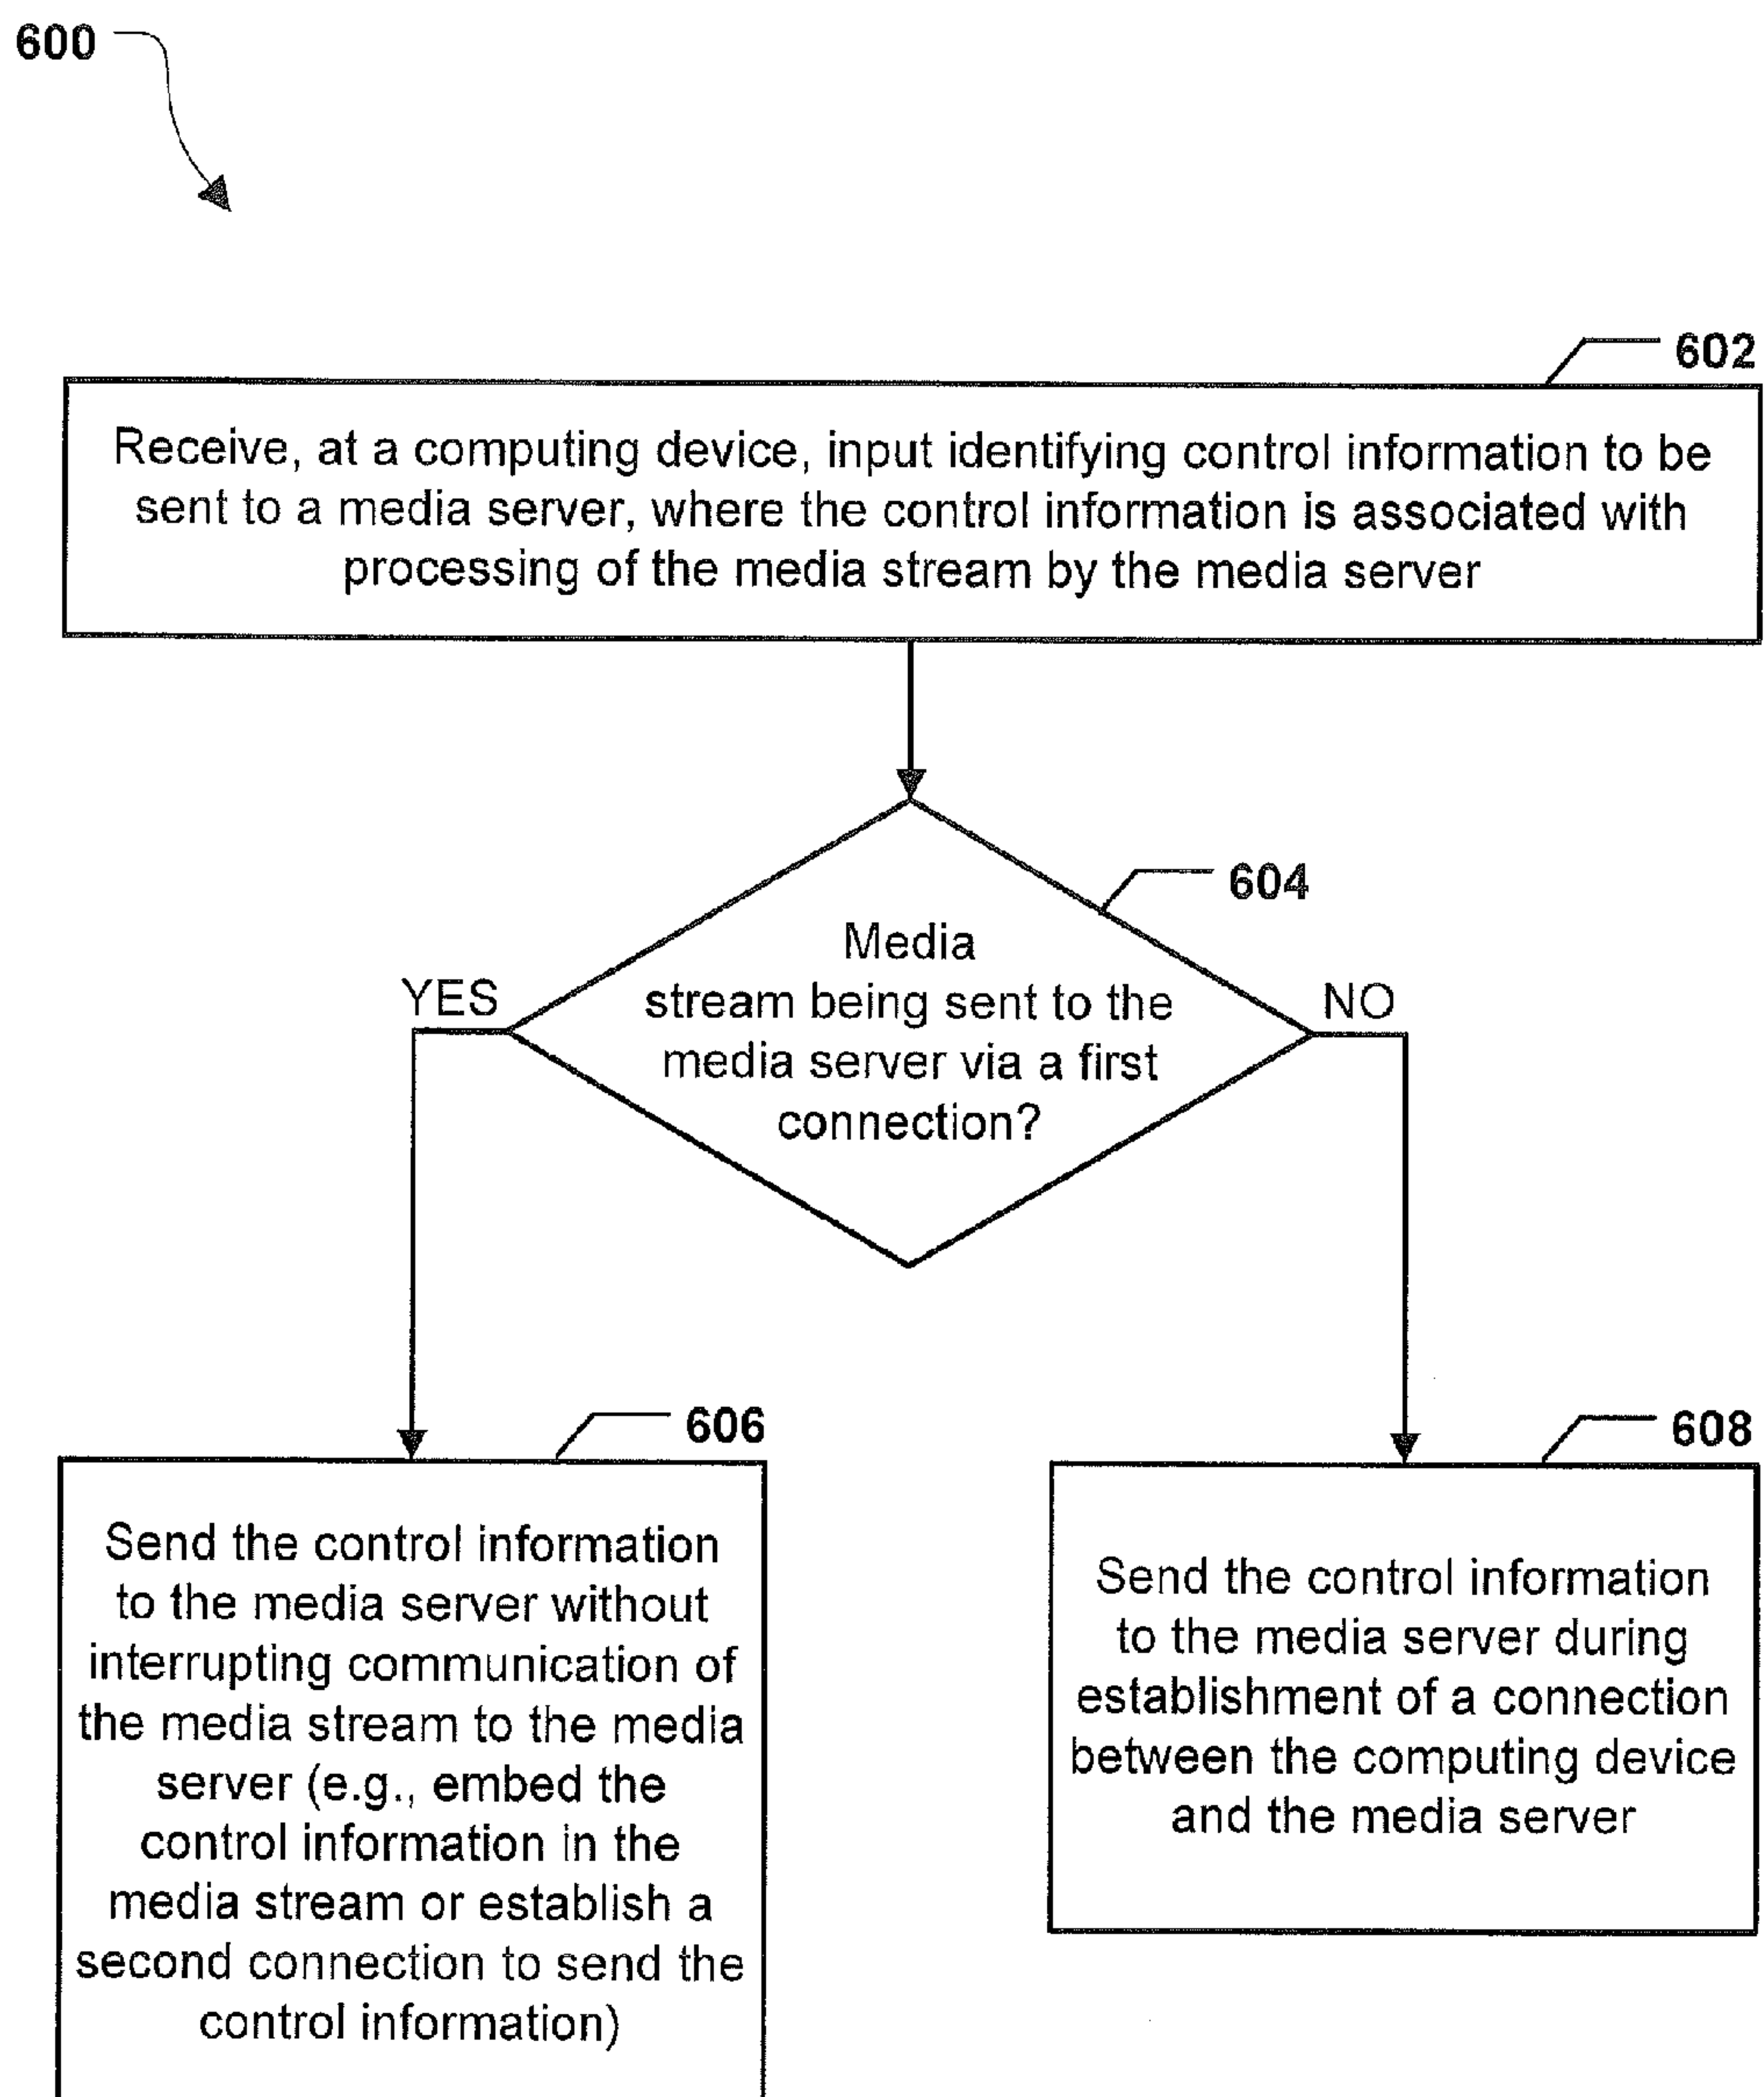 600
602
Receive, at a computing device, input identifying control information to be
sent to a media server, where the control information is associated with
processing of the media stream by the media server
604
Media
stream being sent to the
media server via a first
connection?
YES
NO
606
Send the control information
to the media server without
interrupting communication of
the media stream to the media
server (e.g., embed the
control information in the
media stream or establish a
second connection to send the
control information)
608
Send the control information
to the media server during
establishment of a connection
between the computing device
and the media server